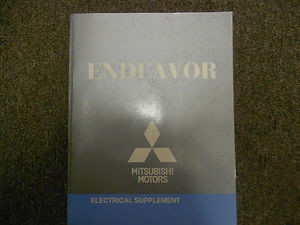 ENDEAVOR
MITSUBISHI
MOTORS
ELECTRICAL SUPPLEMENT